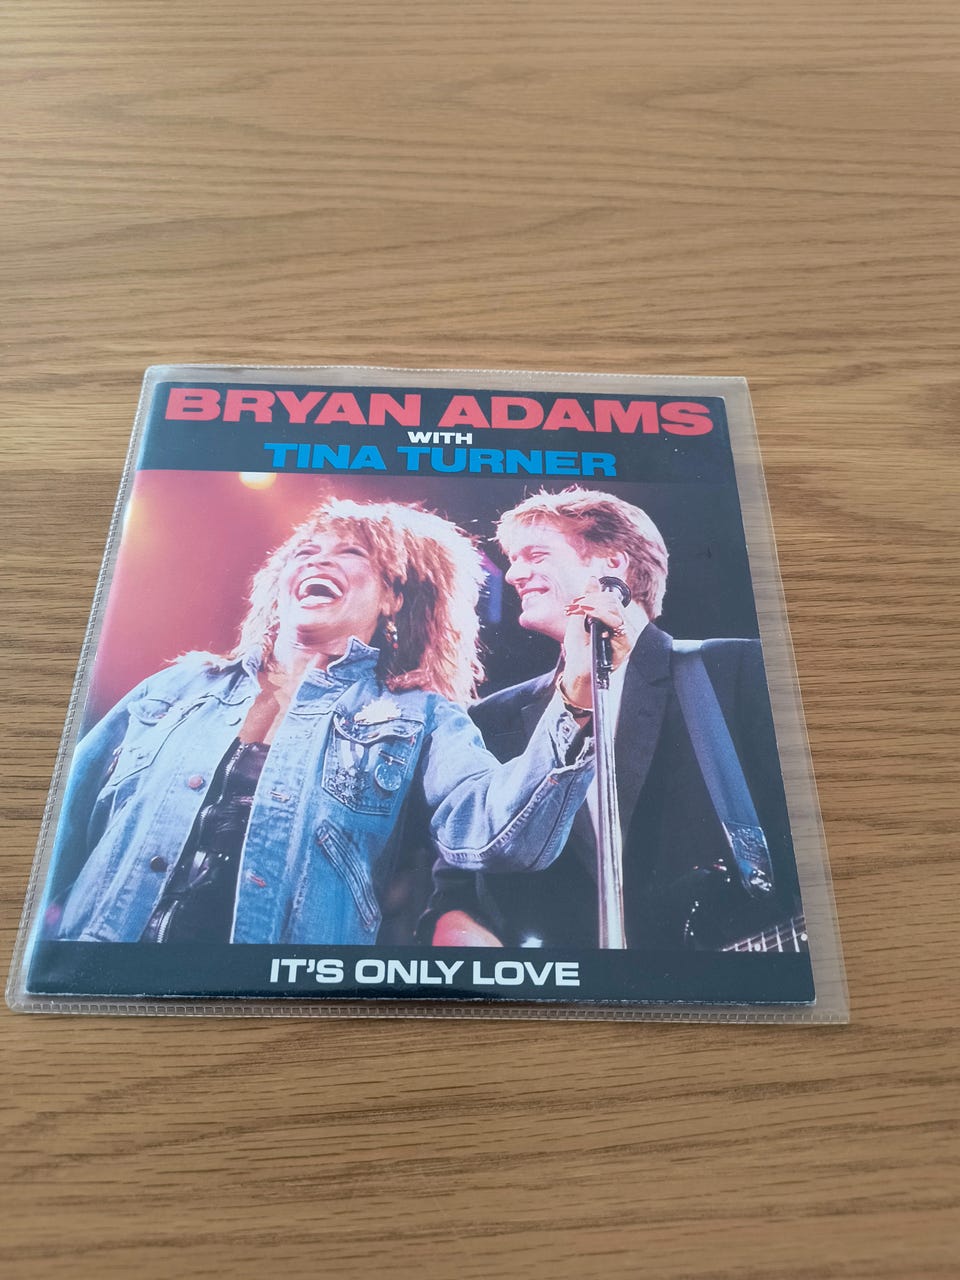 BRYAN ADAMS
WITH
TINA TURNER
IT'S ONLY LOVE